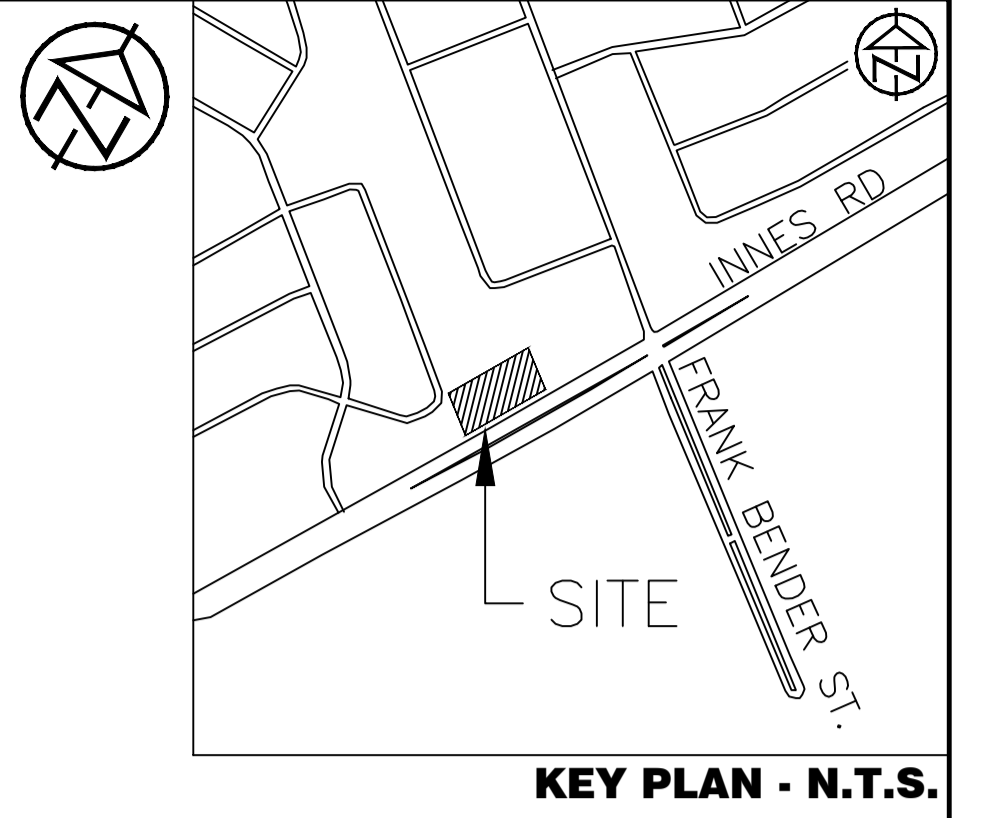 N
N
INNES RD
FRANK BENDER ST.
SITE
KEY PLAN - N.T.S.